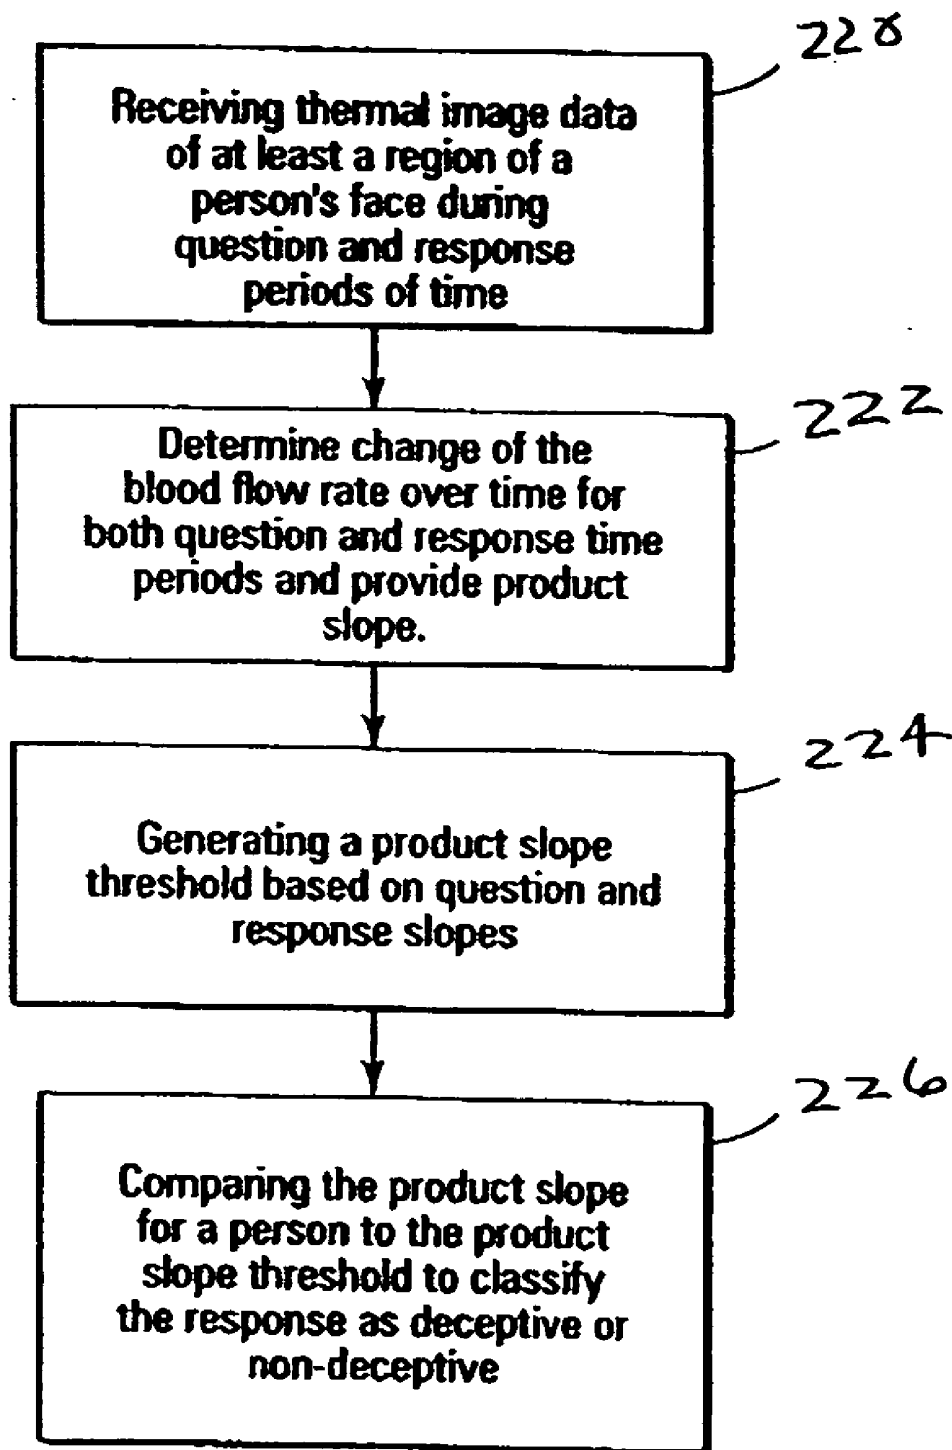 Receiving thermal image data
of at least a region of a
person's face during
question and response
periods of time
222
Determine change of the
blood flow rate over time for
both question and response time
periods and provide product
slope.
224
Generating a product slope
threshold based on question and
response slopes
226
Comparing the product slope
for a person to the product
slope threshold to classify
the response as deceptive or
non-deceptive